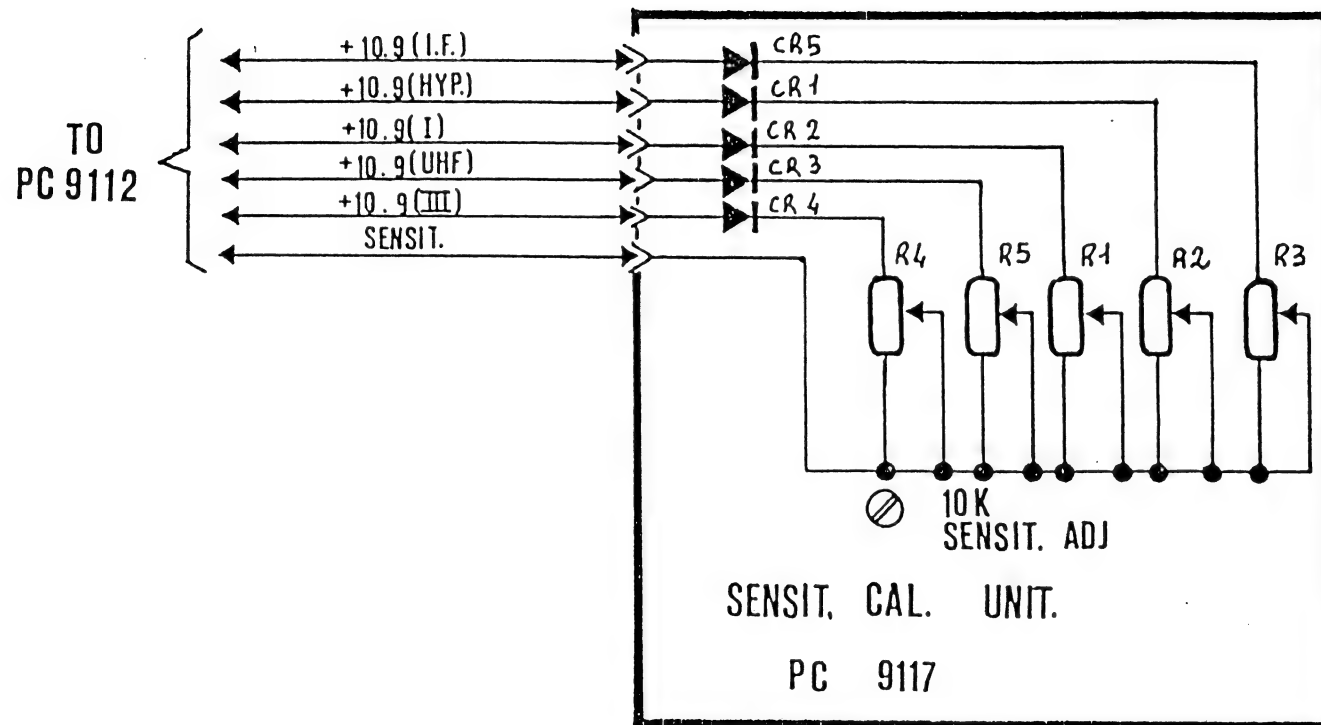 TO
PC 9112
+10.9(I.F.)
+10.9(HYP.)
+10.9(I)
+10.9(UHF)
+10.9(III)
SENSIT.
CR5
CR1
CR2
CR3
CR4
R4 R5 R1 R2 R3
10K
SENSIT. ADJ
SENSIT. CAL. UNIT.
PC 9117